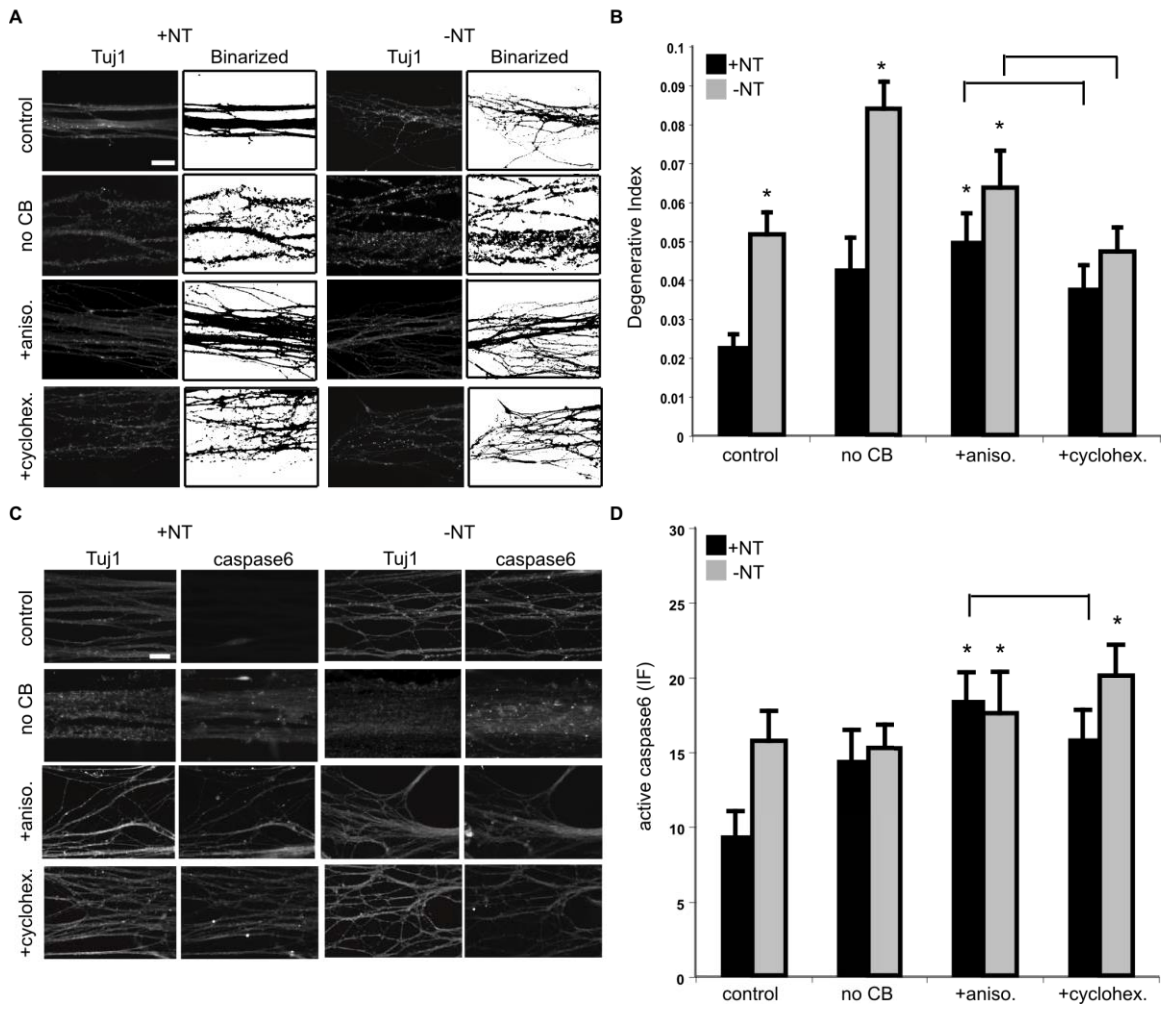 A
+NT
-NT
Tuj1
Binarized
Tuj1
Binarized
control
no CB
+aniso.
+cyclohex.
B
0.1
0.09
0.08
0.07
0.06
0.05
0.04
0.03
0.02
0.01
0
Degenerative Index
+NT
-NT
*
*
*
*
control
no CB
+aniso.
+cyclohex.
C
+NT
-NT
Tuj1
caspase6
Tuj1
caspase6
control
no CB
+aniso.
+cyclohex.
D
30
25
20
15
10
5
0
active caspase6 (IF)
+NT
-NT
*
*
*
control
no CB
+aniso.
+cyclohex.